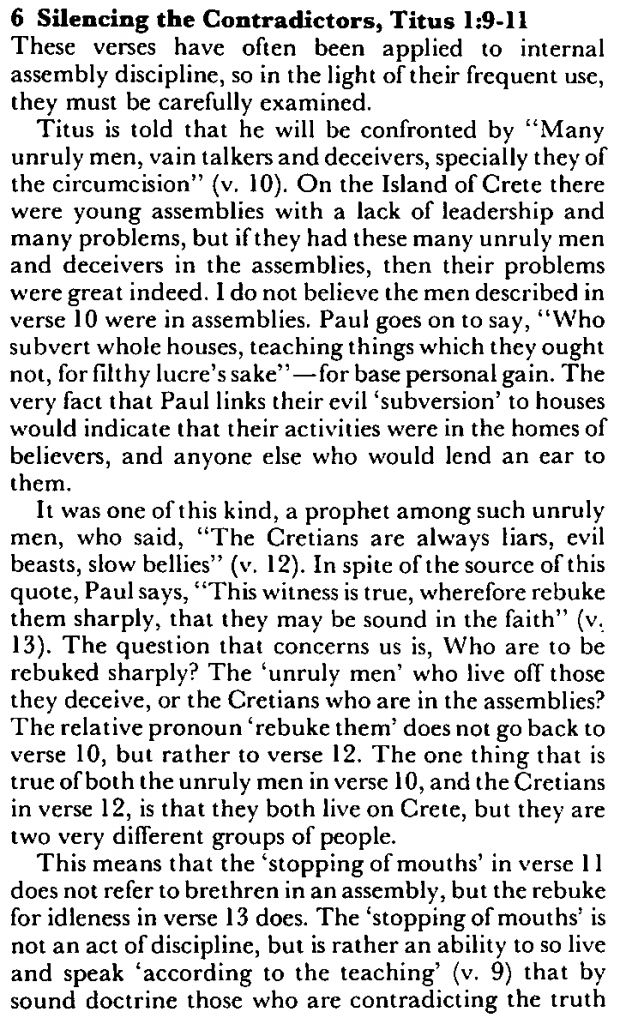 6 Silencing the Contradictors, Titus 1:9-11
These verses have often been applied to internal
assembly discipline, so in the light of their frequent use,
they must be carefully examined.
Titus is told that he will be confronted by “Many
unruly men, vain talkers and deceivers, specially they of
the circumcision” (v. 10). On the Island of Crete there
were young assemblies with a lack of leadership and
many problems, but if they had these many unruly men
and deceivers in the assemblies, then their problems
were great indeed. I do not believe the men described in
verse 10 were in assemblies. Paul goes on to say, “Who
subvert whole houses, teaching things which they ought
not, for filthy lucre's sake”—for base personal gain. The
very fact that Paul links their evil ‘subversion’ to houses
would indicate that their activities were in the homes of
believers, and anyone else who would lend an ear to
them.
It was one of this kind, a prophet among such unruly
men, who said, “The Cretians are always liars, evil
beasts, slow bellies” (v. 12). In spite of the source of this
quote, Paul says, “This witness is true, wherefore rebuke
them sharply, that they may be sound in the faith” (v.
13). The question that concerns us is, Who are to be
rebuked sharply? The ‘unruly men’ who live off those
they deceive, or the Cretians who are in the assemblies?
The relative pronoun ‘rebuke them’ does not go back to
verse 10, but rather to verse 12. The one thing that is
true of both the unruly men in verse 10, and the Cretians
in verse 12, is that they both live on Crete, but they are
two very different groups of people.
This means that the ‘stopping of mouths’ in verse 11
does not refer to brethren in an assembly, but the rebuke
for idleness in verse 13 does. The ‘stopping of mouths’ is
not an act of discipline, but is rather an ability to so live
and speak ‘according to the teaching’ (v. 9) that by
sound doctrine those who are contradicting the truth